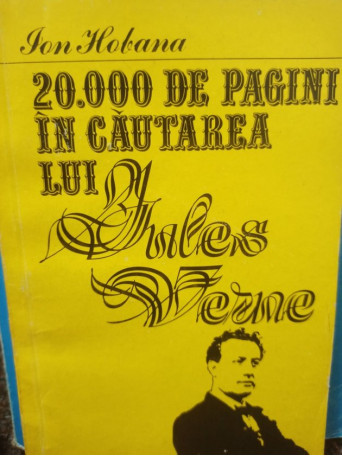 Ion Hobana
20.000 DE PAGINI
ÎN CĂUTAREA
LUI
Jules
Verne